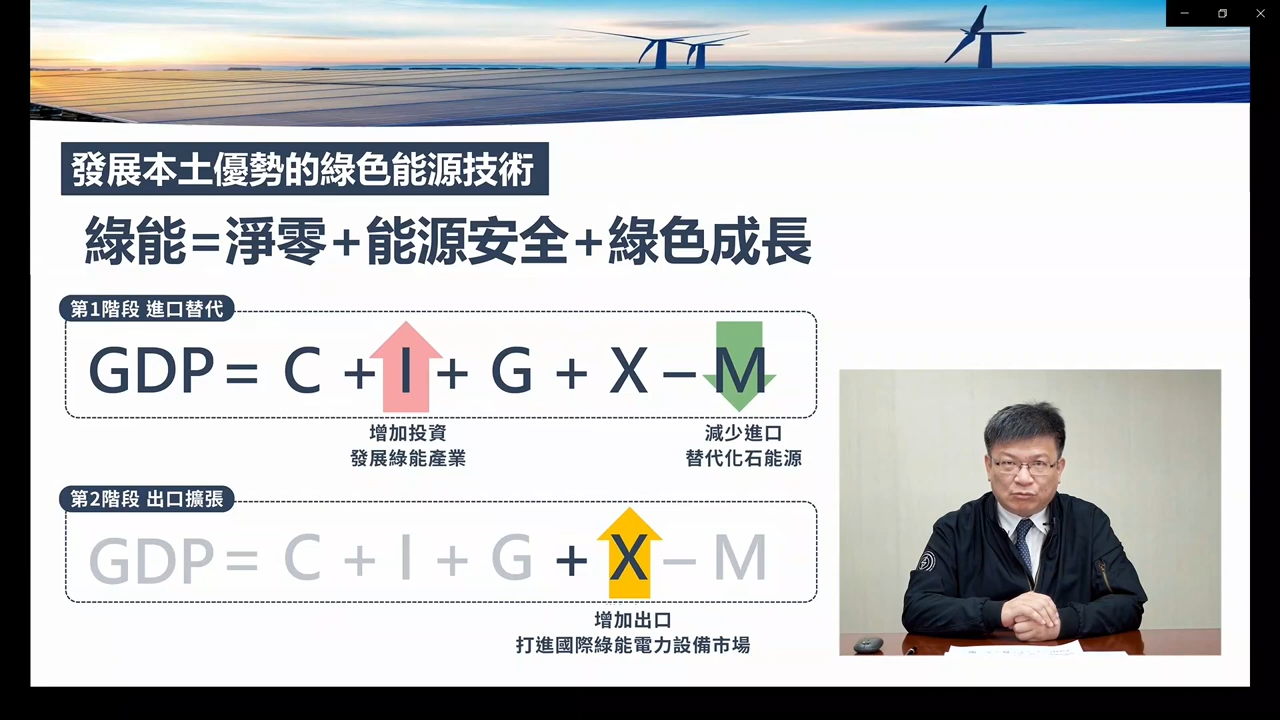 發展本土優勢的綠色能源技術
綠能=淨零+能源安全+綠色成長
第1階段 進口替代
GDP = C + I + G + X – M
增加投資
發展綠能產業
減少進口
替代化石能源
第2階段 出口擴張
GDP = C + I + G + X – M
增加出口
打進國際綠能電力設備市場